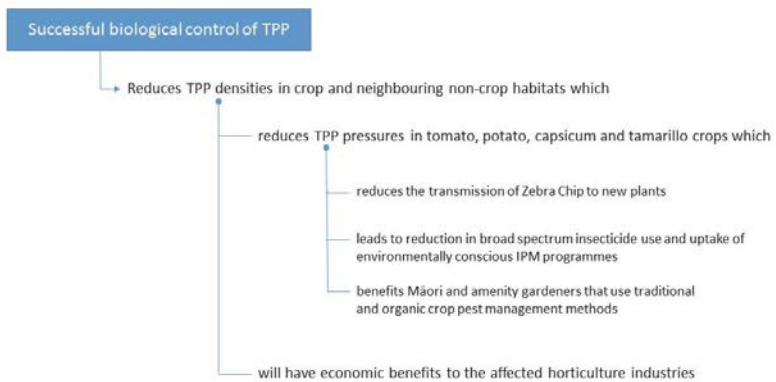 Successful biological control of TPP
Reduces TPP densities in crop and neighbouring non-crop habitats which
reduces TPP pressures in tomato, potato, capsicum and tamarillo crops which
reduces the transmission of Zebra Chip to new plants
leads to reduction in broad spectrum insecticide use and uptake of
environmentally conscious IPM programmes
benefits Māori and amenity gardeners that use traditional
and organic crop pest management methods
will have economic benefits to the affected horticulture industries